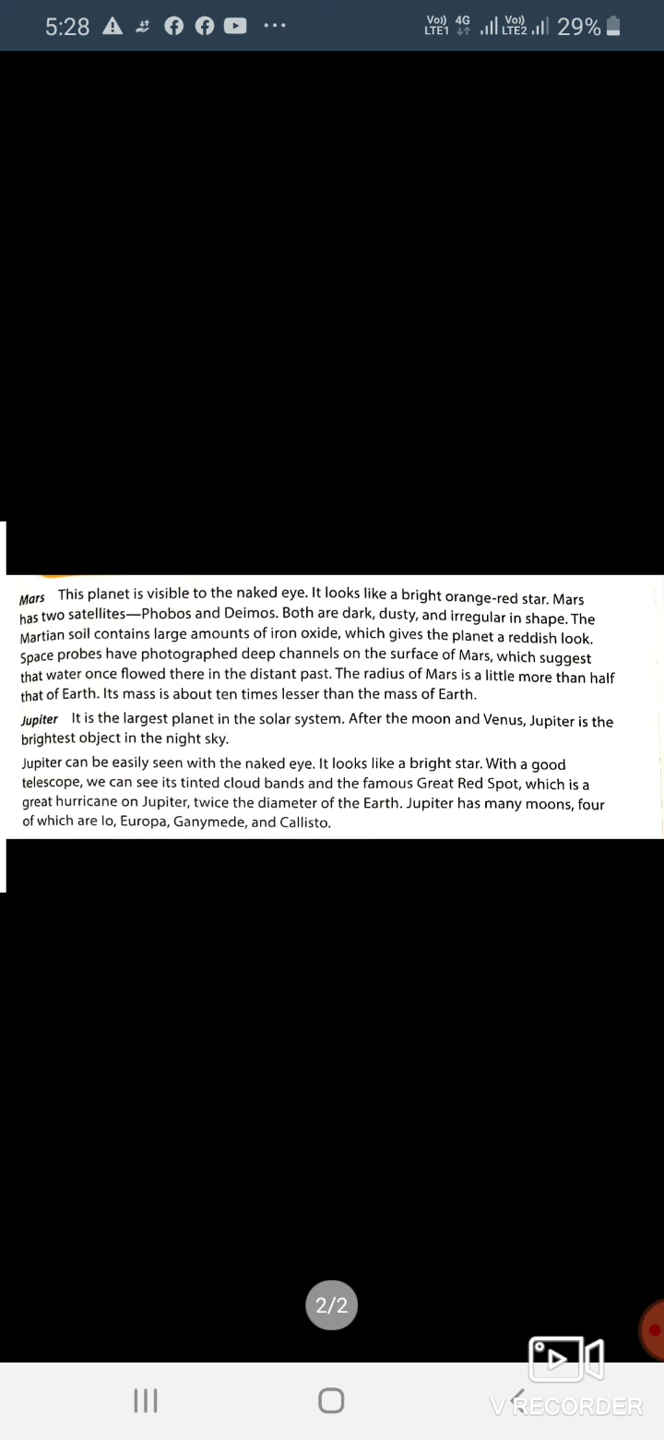 5:28
Vo)) 4G Vo)) 29%
LTE1 LTE2
Mars This planet is visible to the naked eye. It looks like a bright orange-red star. Mars
has two satellites—Phobos and Deimos. Both are dark, dusty, and irregular in shape. The
Martian soil contains large amounts of iron oxide, which gives the planet a reddish look.
Space probes have photographed deep channels on the surface of Mars, which suggest
that water once flowed there in the distant past. The radius of Mars is a little more than half
that of Earth. Its mass is about ten times lesser than the mass of Earth.
Jupiter It is the largest planet in the solar system. After the moon and Venus, Jupiter is the
brightest object in the night sky.
Jupiter can be easily seen with the naked eye. It looks like a bright star. With a good
telescope, we can see its tinted cloud bands and the famous Great Red Spot, which is a
great hurricane on Jupiter, twice the diameter of the Earth. Jupiter has many moons, four
of which are Io, Europa, Ganymede, and Callisto.
2/2
V RECORDER